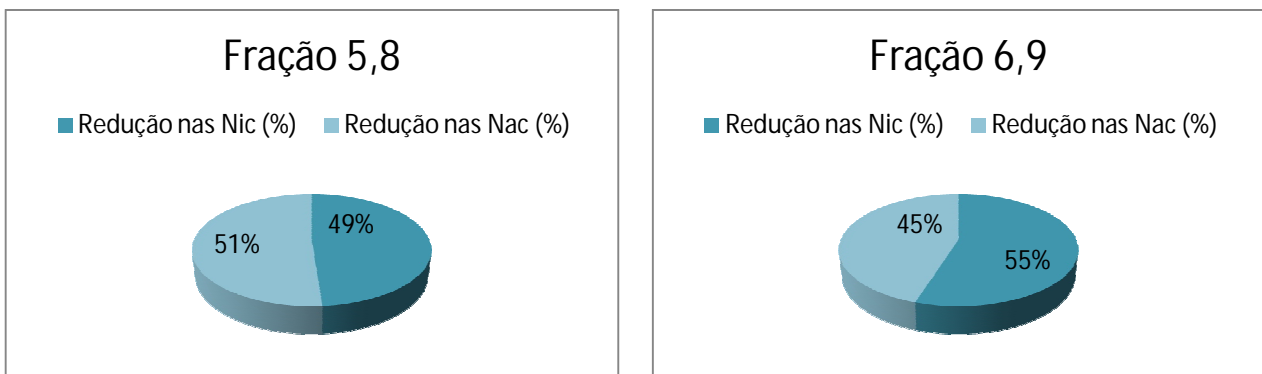 Fração 5,8
Redução nas Nic (%) Redução nas Nac (%)
49%
51%
Fração 6,9
Redução nas Nic (%) Redução nas Nac (%)
45%
55%